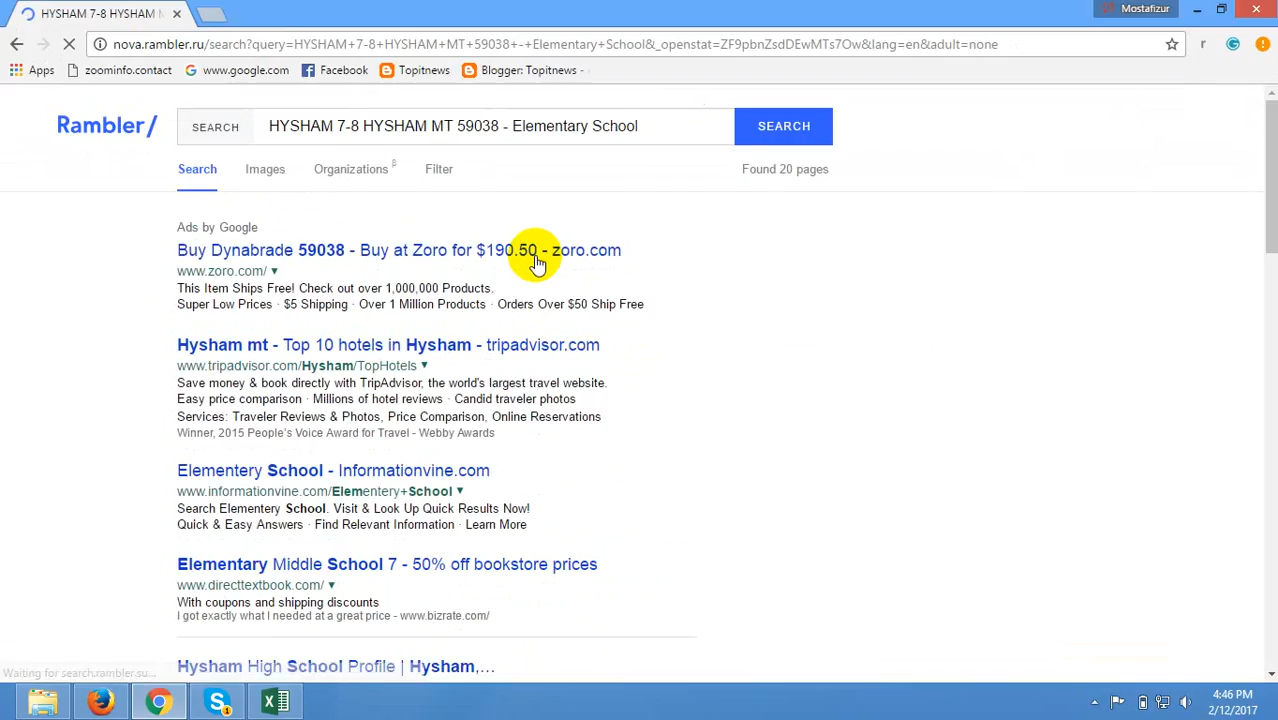 HYSHAM 7-8 HYSHAM M
Mostafizur
nova.rambler.ru/search?query=HYSHAM+7-8+HYSHAM+MT+59038+-+Elementary+School&_openstat=ZF9pbnZsdDEwMTs7Ow&lang=en&adult=none
Apps zoominfo.contact www.google.com Facebook Topitnews Blogger: Topitnews -
Rambler/ SEARCH HYSHAM 7-8 HYSHAM MT 59038 - Elementary School SEARCH
Search Images Organizations β Filter Found 20 pages
Ads by Google
Buy Dynabrade 59038 - Buy at Zoro for $190.50 - zoro.com
www.zoro.com/
This Item Ships Free! Check out over 1,000,000 Products.
Super Low Prices · $5 Shipping · Over 1 Million Products · Orders Over $50 Ship Free
Hysham mt - Top 10 hotels in Hysham - tripadvisor.com
www.tripadvisor.com/Hysham/TopHotels
Save money & book directly with TripAdvisor, the world's largest travel website.
Easy price comparison · Millions of hotel reviews · Candid traveler photos
Services: Traveler Reviews & Photos, Price Comparison, Online Reservations
Winner, 2015 People's Voice Award for Travel - Webby Awards
Elementery School - Informationvine.com
www.informationvine.com/Elementery+School
Search Elementery School. Visit & Look Up Quick Results Now!
Quick & Easy Answers · Find Relevant Information · Learn More
Elementary Middle School 7 - 50% off bookstore prices
www.directtextbook.com/
With coupons and shipping discounts
I got exactly what I needed at a great price - www.bizrate.com/
Hysham High School Profile | Hysham,…
Waiting for search.rambler.su...
4:46 PM
2/12/2017